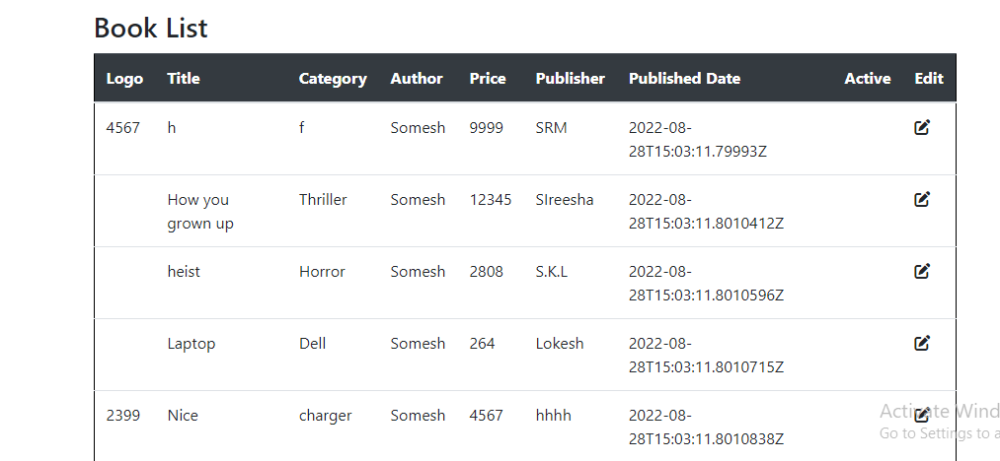 Book List
Logo Title Category Author Price Publisher Published Date Active Edit
4567 h f Somesh 9999 SRM 2022-08-
28T15:03:11.79993Z
How you Thriller Somesh 12345 SIreesha 2022-08-
grown up 28T15:03:11.8010412Z
heist Horror Somesh 2808 S.K.L 2022-08-
28T15:03:11.8010596Z
Laptop Dell Somesh 264 Lokesh 2022-08-
28T15:03:11.8010715Z
2399 Nice charger Somesh 4567 hhhh 2022-08-
28T15:03:11.8010838Z
Activate Wind
Go to Settings to a